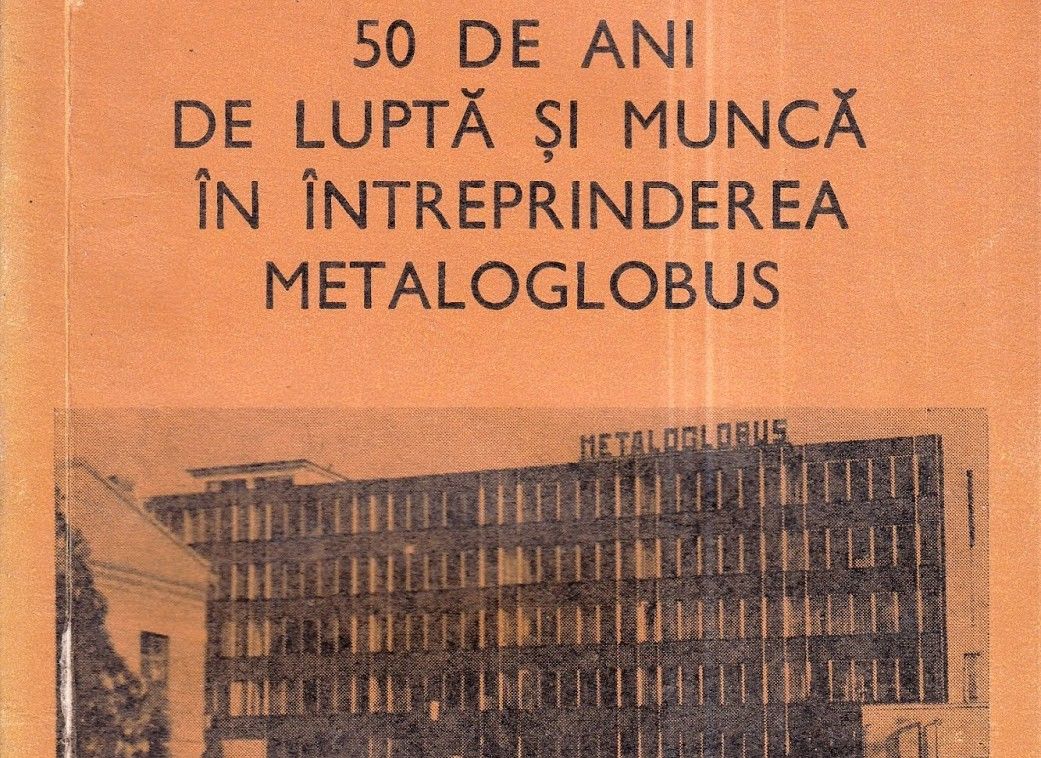 50 DE ANI
DE LUPTĂ ȘI MUNCĂ
ÎN ÎNTREPRINDEREA
METALOGLOBUS
METALOGLOBUS